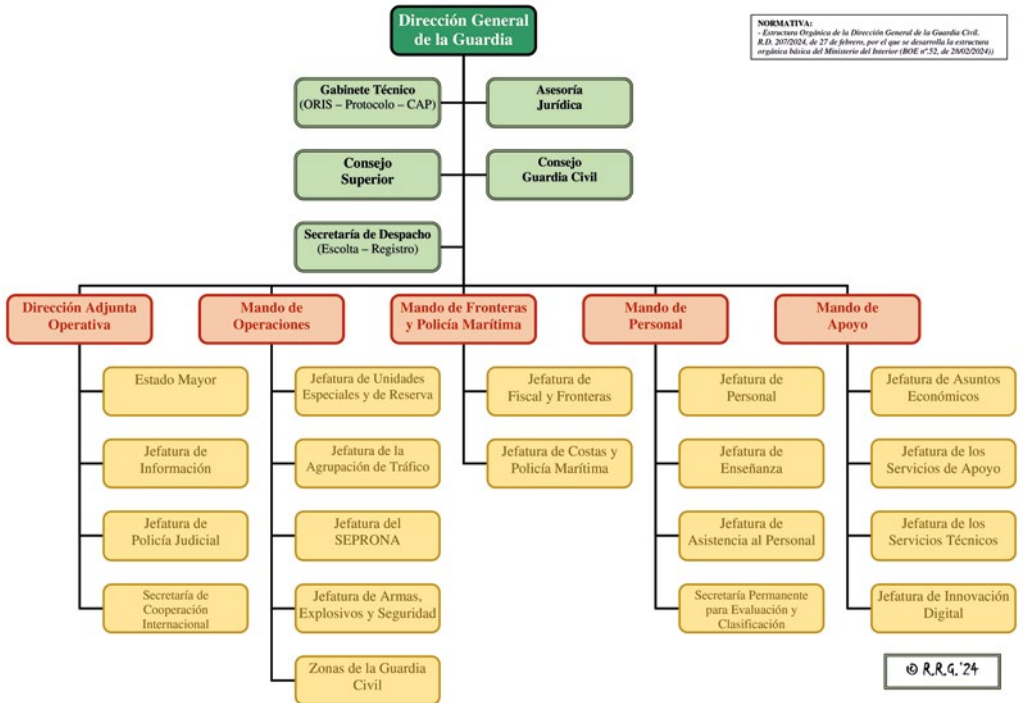 Dirección General
de la Guardia
NORMATIVA:
- Estructura Orgánica de la Dirección General de la Guardia Civil.
R.D. 207/2024, de 27 de febrero, por el que se desarrolla la estructura
orgánica básica del Ministerio del Interior (BOE nº.52, de 28/02/2024))
Gabinete Técnico
(ORIS – Protocolo – CAP)
Asesoría
Jurídica
Consejo
Superior
Consejo
Guardia Civil
Secretaría de Despacho
(Escolta – Registro)
Dirección Adjunta
Operativa
Mando de
Operaciones
Mando de Fronteras
y Policía Marítima
Mando de
Personal
Mando de
Apoyo
Estado Mayor
Jefatura de Unidades
Especiales y de Reserva
Jefatura de
Fiscal y Fronteras
Jefatura de
Personal
Jefatura de Asuntos
Económicos
Jefatura de
Información
Jefatura de la
Agrupación de Tráfico
Jefatura de Costas y
Policía Marítima
Jefatura de
Enseñanza
Jefatura de los
Servicios de Apoyo
Jefatura de
Policía Judicial
Jefatura del
SEPRONA
Jefatura de
Asistencia al Personal
Jefatura de los
Servicios Técnicos
Secretaría de
Cooperación
Internacional
Jefatura de Armas,
Explosivos y Seguridad
Secretaría Permanente
para Evaluación y
Clasificación
Jefatura de Innovación
Digital
Zonas de la Guardia
Civil
© R.R.G.'24